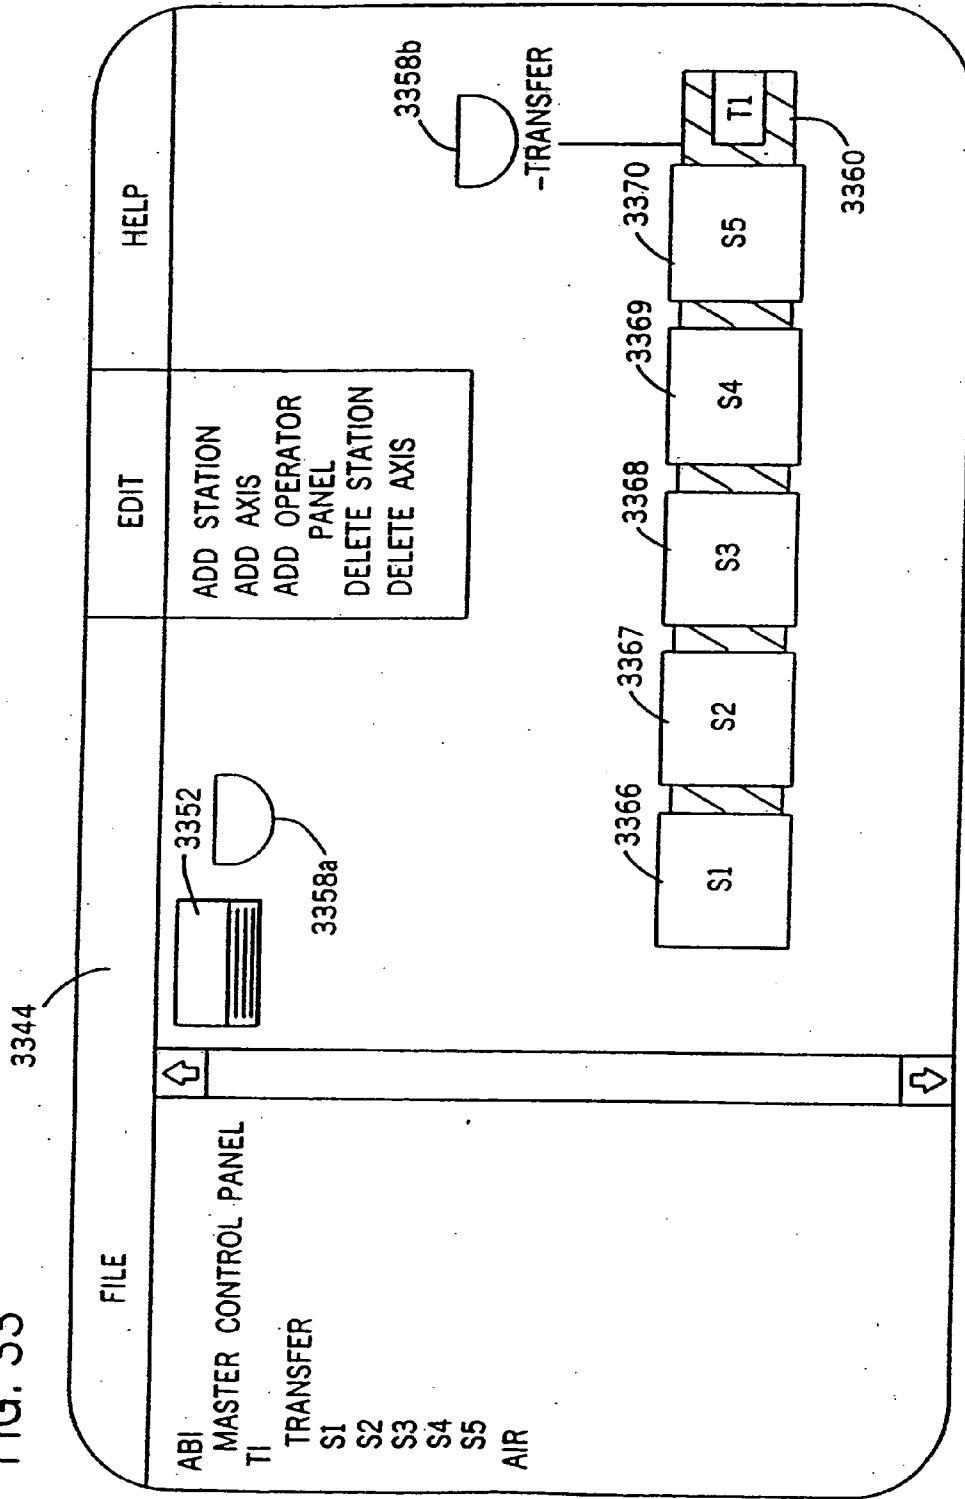 FIG. 33
3344
FILE
EDIT
HELP
ABI
MASTER CONTROL PANEL
TI
TRANSFER
S1
S2
S3
S4
S5
AIR
3352
3358a
ADD STATION
ADD AXIS
ADD OPERATOR
PANEL
DELETE STATION
DELETE AXIS
3358b
-TRANSFER
3366
3367
3368
3369
3370
S1
S2
S3
S4
S5
T1
3360